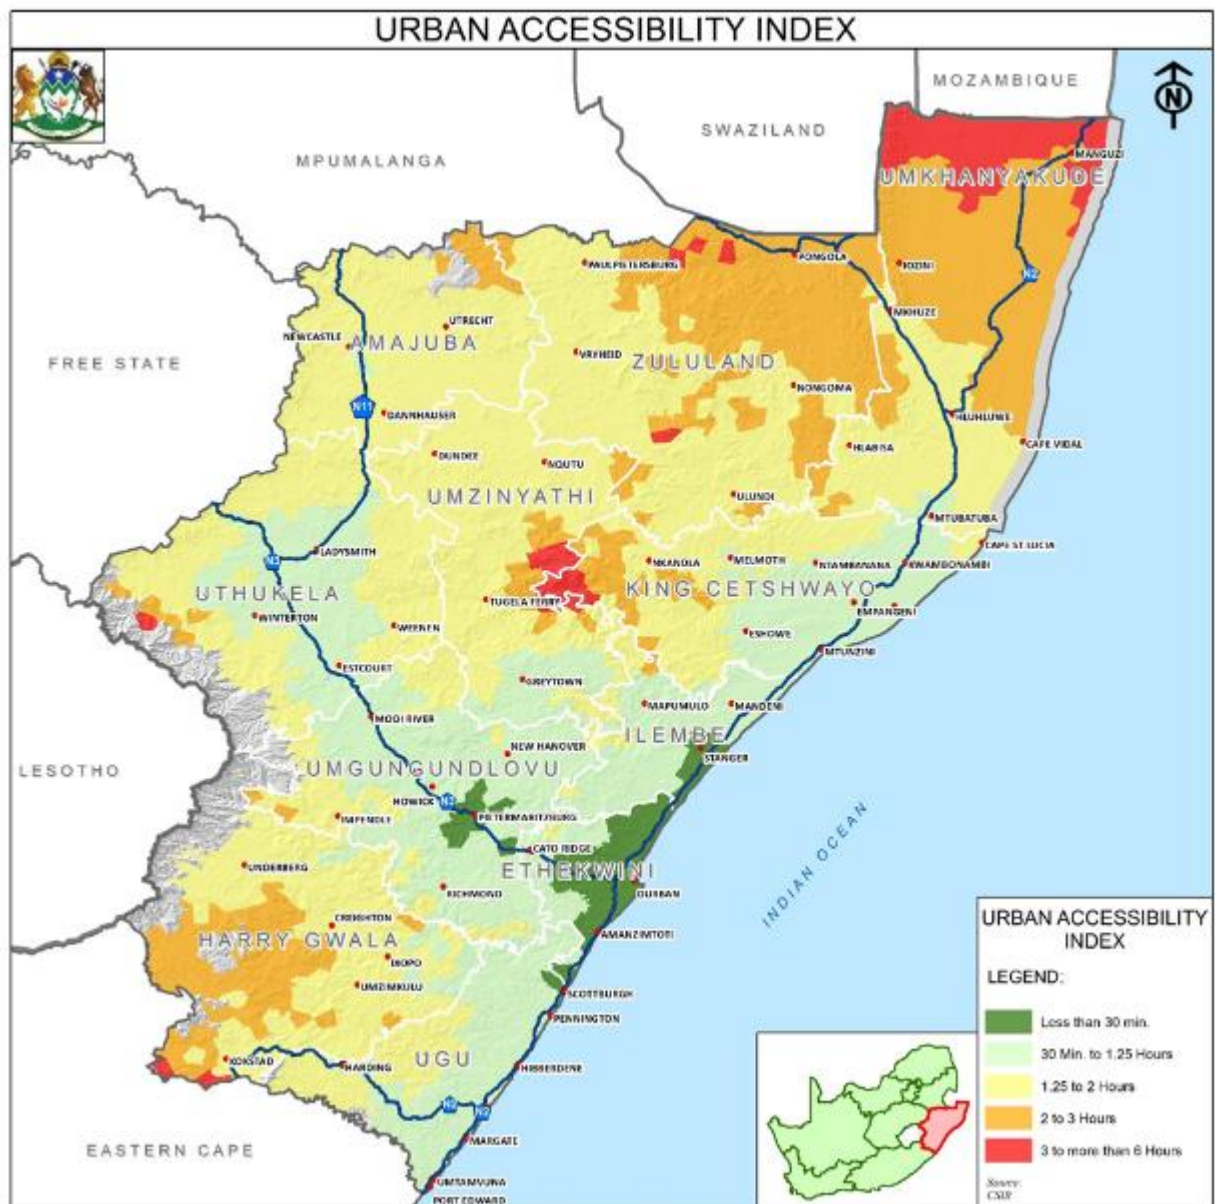 URBAN ACCESSIBILITY INDEX
MOZAMBIQUE
SWAZILAND
MPUMALANGA
MANGUZI
UMKHANYAKUDE
PAULPIETERSBURG
PONGOLA
JOZINI
N2
MKHUZE
UTRECHT
NEWCASTLE
AMAJUBA
VRYHEID
ZULULAND
FREE STATE
NONGOMA
N11
DANNHAUSER
HLUHLUWE
HLABISA
CAPE VIDAL
DUNDEE
NQUTU
UMZINYATHI
ULUNDI
MTUBATUBA
CAPE ST. LUCIA
LADYSMITH
N3
NKANDLA
MELMOTH
NTAMBANANA
KWAMBONAMBI
UTHUKELA
KING CETSHWAYO
TUGELA FERRY
EMPANGENI
WINTERTON
WEENEN
ESHOWE
MTUNZINI
ESTCOURT
GREYTOWN
MAPUMULO
MANDENI
MOOI RIVER
ILEMBE
NEW HANOVER
STANGER
LESOTHO
UMGUNGUNDLOVU
HOWICK
N3
IMPENDLE
PIETERMARITZBURG
CATO RIDGE
INDIAN OCEAN
UNDERBERG
ETHEKWINI
RICHMOND
DURBAN
CREIGHTON
HARRY GWALA
AMANZIMTOTI
IXOPO
UMZIMKULU
SCOTTBURGH
PENNINGTON
KOKSTAD
HARDING
UGU
HIBBERDENE
N2
N2
MARGATE
EASTERN CAPE
UMTAMVUNA
PORT EDWARD
URBAN ACCESSIBILITY
INDEX
LEGEND:
Less than 30 min.
30 Min. to 1.25 Hours
1.25 to 2 Hours
2 to 3 Hours
3 to more than 6 Hours
Source:
CSIR
N